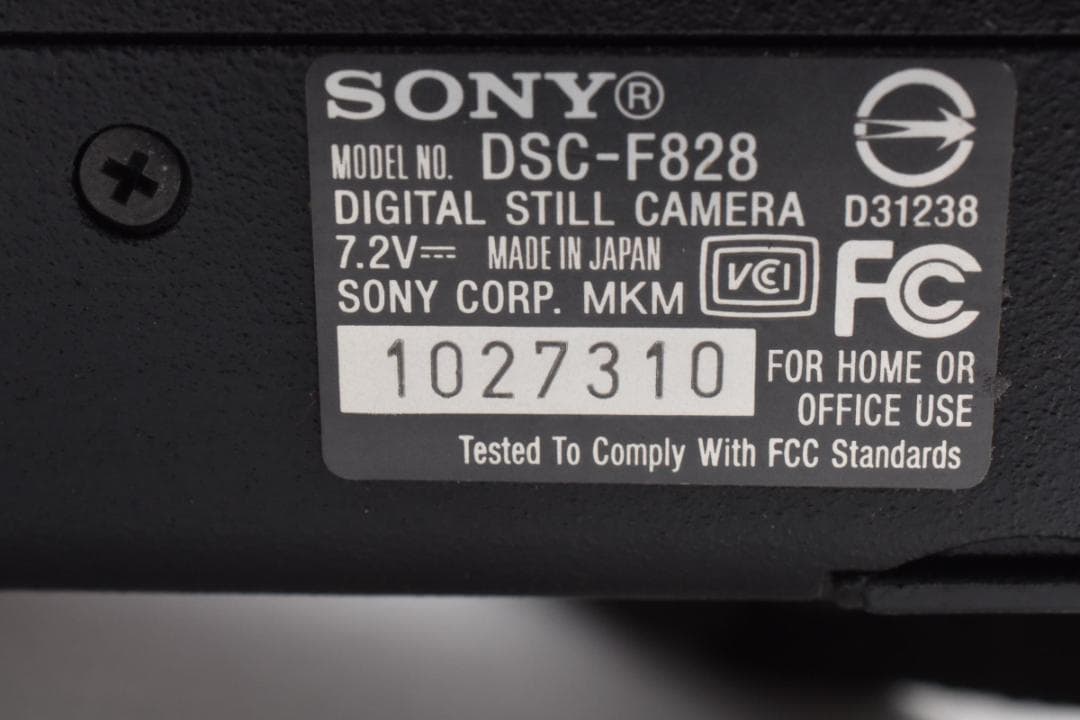 SONY®
MODEL NO. DSC-F828
DIGITAL STILL CAMERA
D31238
7.2V⎓ MADE IN JAPAN
VCCI
FC
SONY CORP. MKM
1027310
FOR HOME OR
OFFICE USE
Tested To Comply With FCC Standards